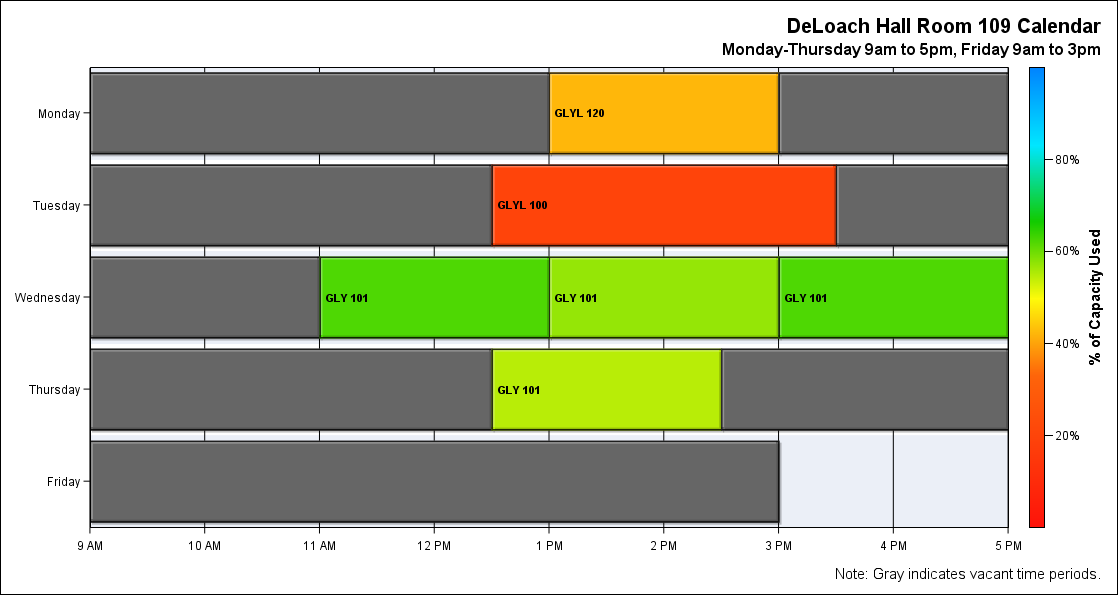 DeLoach Hall Room 109 Calendar
Monday-Thursday 9am to 5pm, Friday 9am to 3pm
Monday
GLYL 120
Tuesday
GLYL 100
Wednesday
GLY 101
GLY 101
GLY 101
Thursday
GLY 101
Friday
9 AM
10 AM
11 AM
12 PM
1 PM
2 PM
3 PM
4 PM
5 PM
80%
60%
40%
20%
% of Capacity Used
Note: Gray indicates vacant time periods.